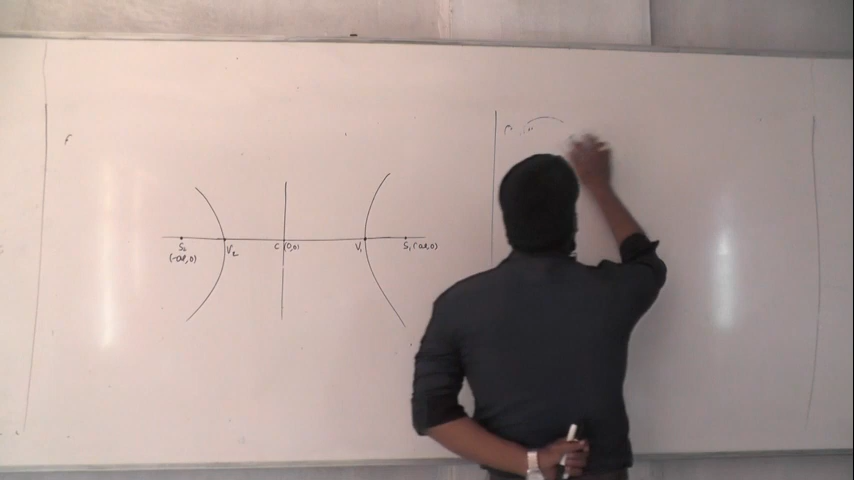 S₂ V₂ C (0,0) V₁ S₁ (ae,0)
(-ae,0)